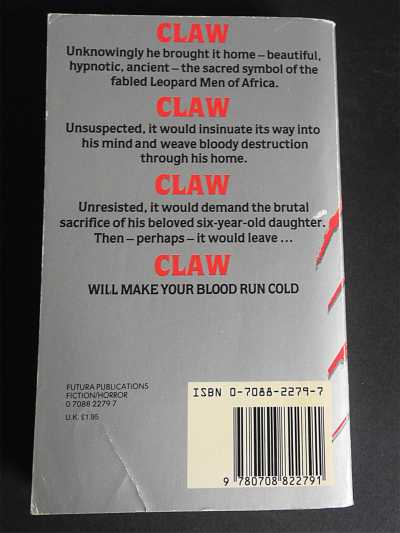 CLAW
Unknowingly he brought it home – beautiful,
hypnotic, ancient – the sacred symbol of the
fabled Leopard Men of Africa.
CLAW
Unsuspected, it would insinuate its way into
his mind and weave bloody destruction
through his home.
CLAW
Unresisted, it would demand the brutal
sacrifice of his beloved six-year-old daughter.
Then – perhaps – it would leave ...
CLAW
WILL MAKE YOUR BLOOD RUN COLD
FUTURA PUBLICATIONS
FICTION/HORROR
0 7088 2279 7
U.K. £1.95
ISBN 0-7088-2279-7
9 780708 822791